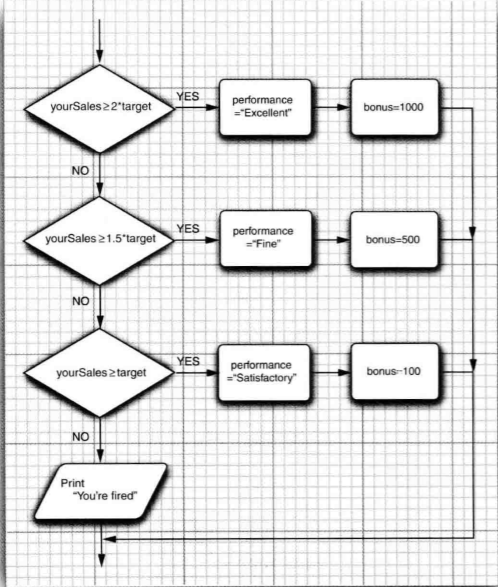 yourSales≥2*target
YES
performance
="Excellent"
bonus=1000
NO
yourSales≥1.5*target
YES
performance
="Fine"
bonus=500
NO
yourSales≥target
YES
performance
="Satisfactory"
bonus=100
NO
Print
"You're fired"